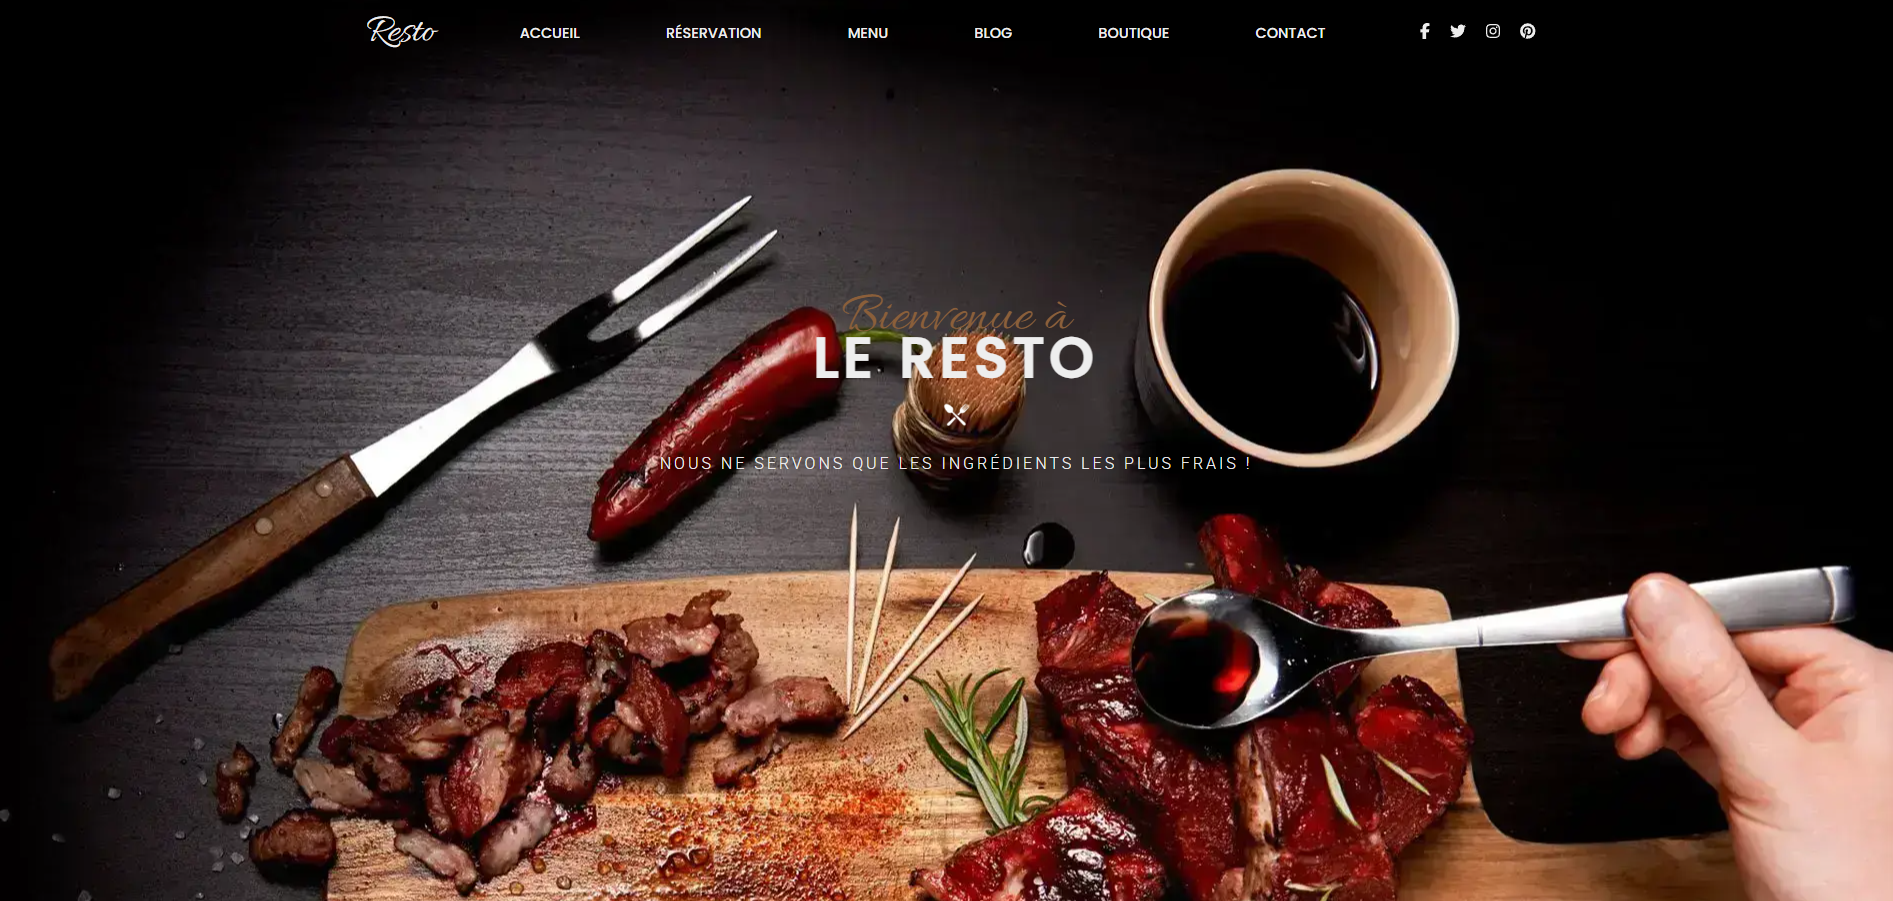 Resto
ACCUEIL
RÉSERVATION
MENU
BLOG
BOUTIQUE
CONTACT
Bienvenue à
LE RESTO
NOUS NE SERVONS QUE LES INGRÉDIENTS LES PLUS FRAIS !